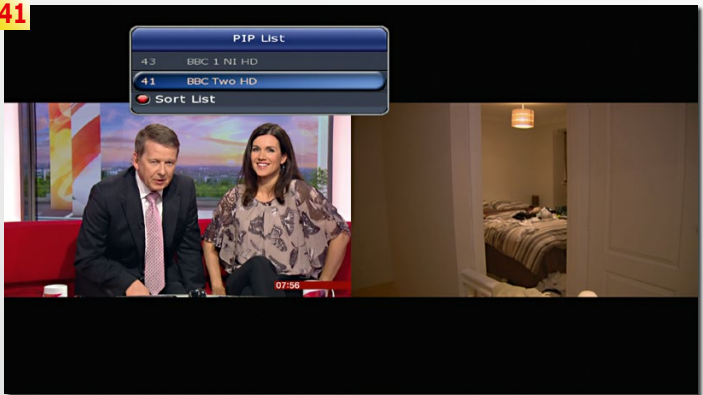 41
PIP List
43 BBC 1 NI HD
41 BBC Two HD
Sort List
07:56